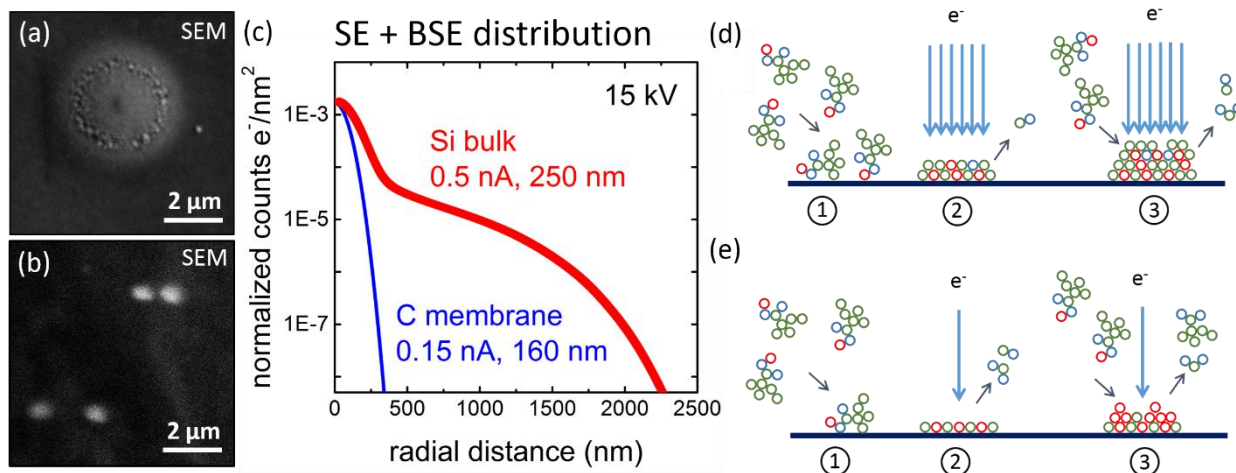 (a) SEM
2 µm
(b) SEM
2 µm
(c) SE + BSE distribution
15 kV
Si bulk
0.5 nA, 250 nm
C membrane
0.15 nA, 160 nm
normalized counts e⁻/nm²
1E-3
1E-5
1E-7
0 500 1000 1500 2000 2500
radial distance (nm)
(d)
e⁻ e⁻
① ② ③
(e)
e⁻ e⁻
① ② ③